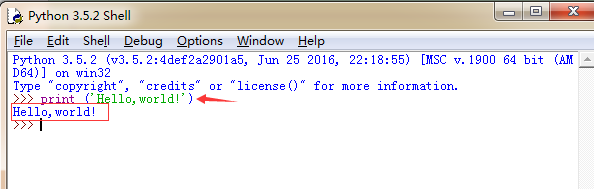 Python 3.5.2 Shell
File Edit Shell Debug Options Window Help
Python 3.5.2 (v3.5.2:4def2a2901a5, Jun 25 2016, 22:18:55) [MSC v.1900 64 bit (AM
D64)] on win32
Type "copyright", "credits" or "license()" for more information.
>>> print ('Hello,world!')
Hello,world!
>>>